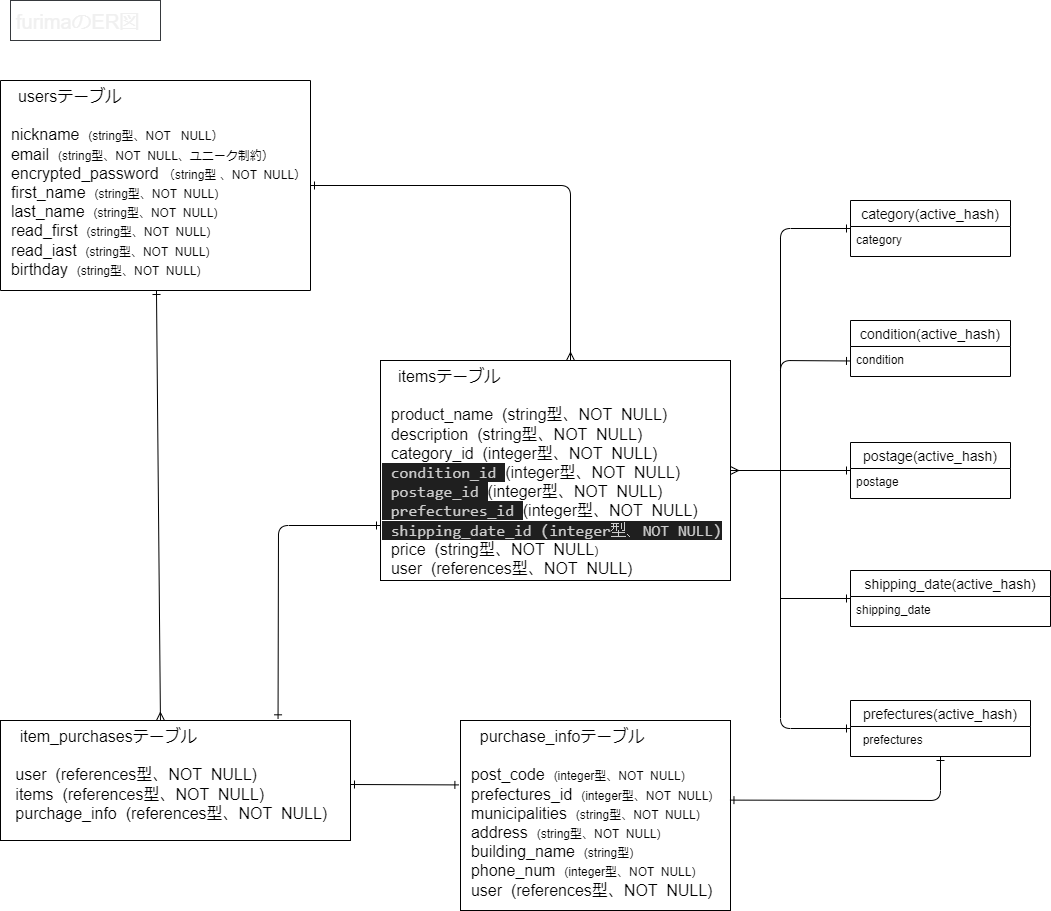 furimaのER図
usersテーブル
nickname (string型、NOT NULL)
email (string型、NOT NULL、ユニーク制約)
encrypted_password (string型 、NOT NULL)
first_name (string型、NOT NULL)
last_name (string型、NOT NULL)
read_first (string型、NOT NULL)
read_iast (string型、NOT NULL)
birthday (string型、NOT NULL)
itemsテーブル
product_name (string型、NOT NULL)
description (string型、NOT NULL)
category_id (integer型、NOT NULL)
condition_id (integer型、NOT NULL)
postage_id (integer型、NOT NULL)
prefectures_id (integer型、NOT NULL)
shipping_date_id (integer型、NOT NULL)
price (string型、NOT NULL)
user (references型、NOT NULL)
category(active_hash)
category
condition(active_hash)
condition
postage(active_hash)
postage
shipping_date(active_hash)
shipping_date
prefectures(active_hash)
prefectures
item_purchasesテーブル
user (references型、NOT NULL)
items (references型、NOT NULL)
purchage_info (references型、NOT NULL)
purchase_infoテーブル
post_code (integer型、NOT NULL)
prefectures_id (integer型、NOT NULL)
municipalities (string型、NOT NULL)
address (string型、NOT NULL)
building_name (string型)
phone_num (integer型、NOT NULL)
user (references型、NOT NULL)